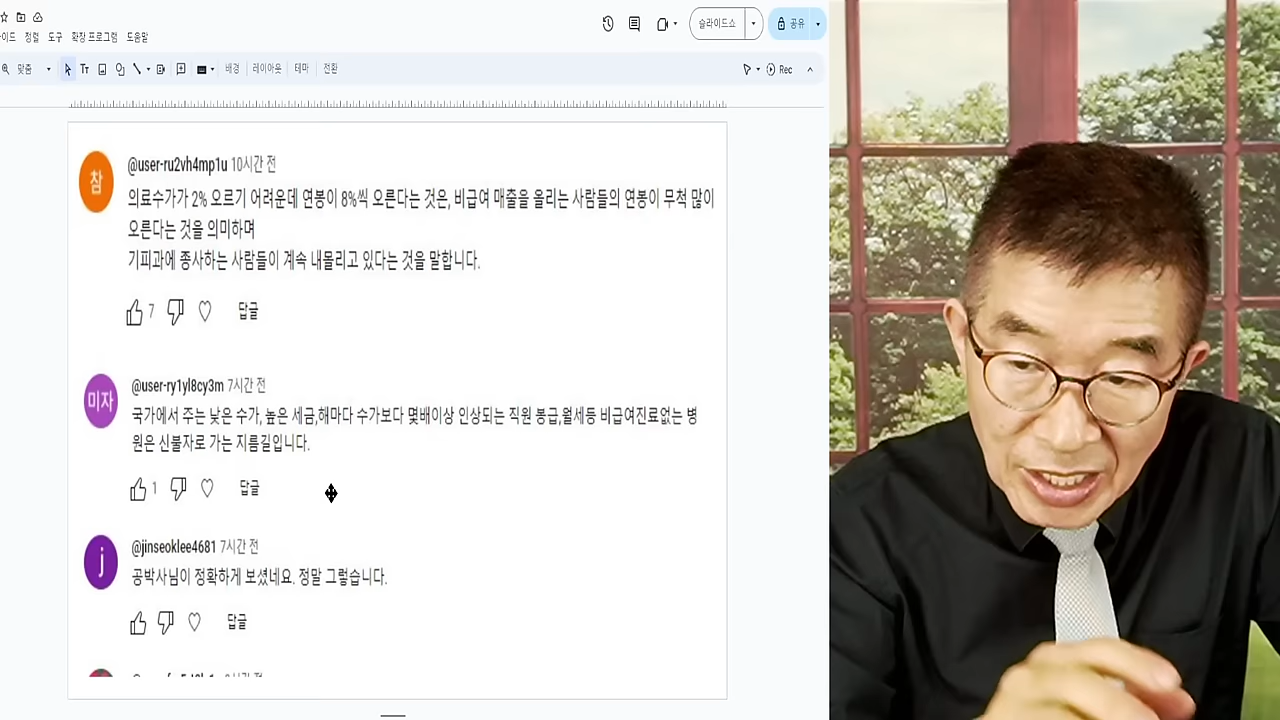 이드 정렬 도구 확장 프로그램 도움말
슬라이드쇼
공유
맞춤
Tт
배경 레이아웃 테마 전환
Rec
참
@user-ru2vh4mp1u 10시간 전
의료수가가 2% 오르기 어려운데 연봉이 8%씩 오른다는 것은, 비급여 매출을 올리는 사람들의 연봉이 무척 많이
오른다는 것을 의미하며
기피과에 종사하는 사람들이 계속 내몰리고 있다는 것을 말합니다.
7 답글
미자
@user-ry1yl8cy3m 7시간 전
국가에서 주는 낮은 수가, 높은 세금,해마다 수가보다 몇배이상 인상되는 직원 봉급,월세등 비급여진료없는 병
원은 신불자로 가는 지름길입니다.
1 답글
j
@jinseoklee4681 7시간 전
공박사님이 정확하게 보셨네요. 정말 그렇습니다.
답글